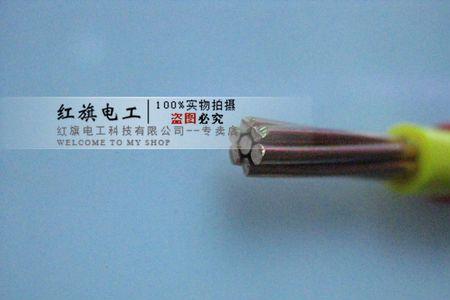 红旗电工
100%实物拍摄
盗图必究
红旗电工科技有限公司--专卖店
WELCOME TO MY SHOP